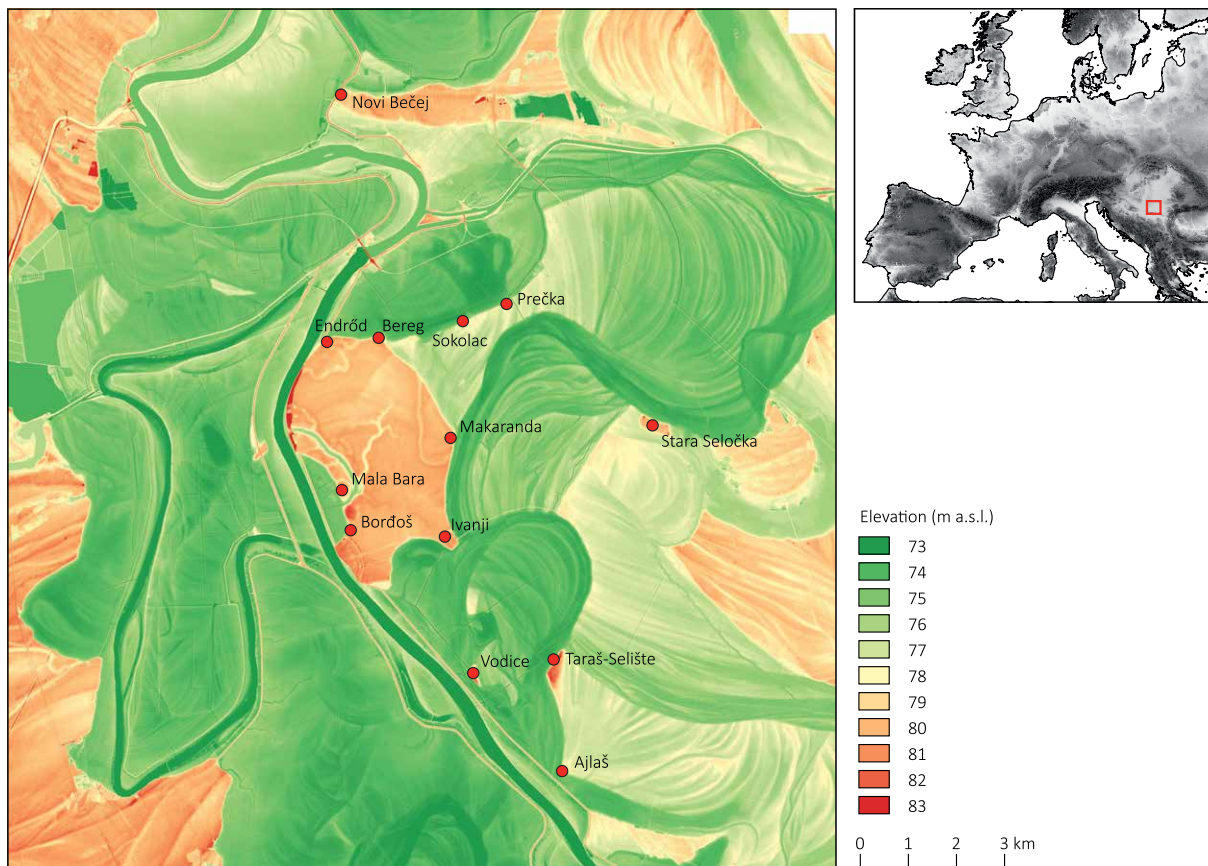 Novi Bečej
Prečka
Endrőd
Bereg
Sokolac
Makaranda
Stara Seločka
Mala Bara
Borđoš
Ivanji
Vodice
Taraš-Selište
Ajlaš
Elevation (m a.s.l.)
73
74
75
76
77
78
79
80
81
82
83
0 1 2 3 km